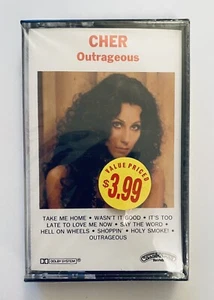 CHER
Outrageous
VALUE PRICED
$3.99
TAKE ME HOME • WASN'T IT GOOD • IT'S TOO
LATE TO LOVE ME NOW • SAY THE WORD •
HELL ON WHEELS • SHOPPIN' • HOLY SMOKE! •
OUTRAGEOUS
DOLBY SYSTEM